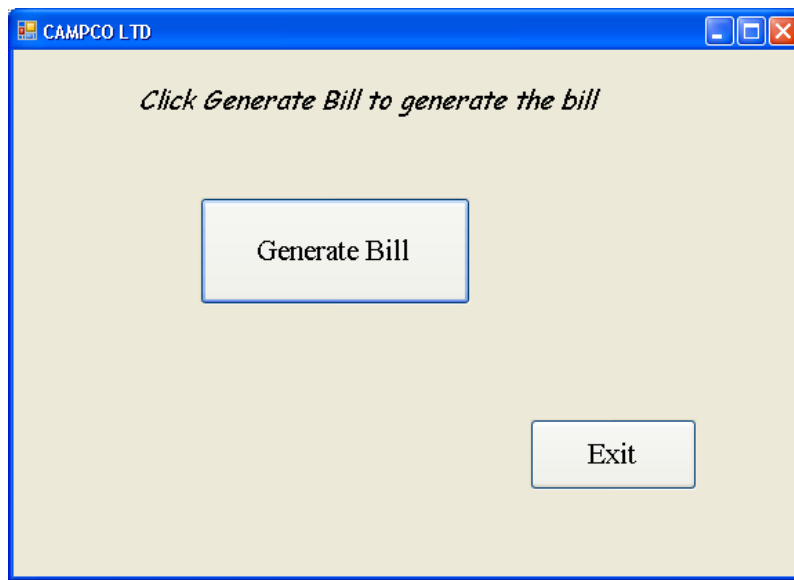 CAMPCO LTD
Click Generate Bill to generate the bill
Generate Bill
Exit